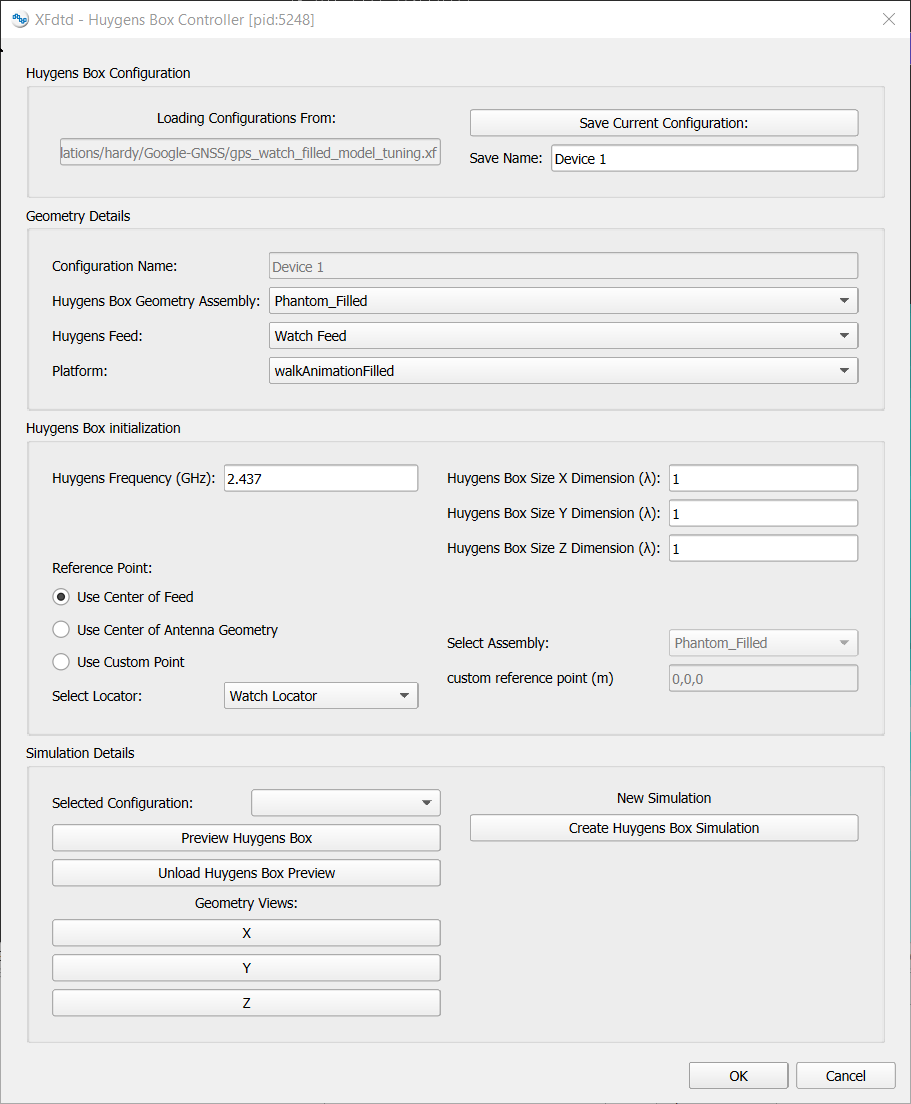 XFdtd - Huygens Box Controller [pid:5248]
Huygens Box Configuration
Loading Configurations From:
Save Current Configuration:
lations/hardy/Google-GNSS/gps_watch_filled_model_tuning.xf
Save Name: Device 1
Geometry Details
Configuration Name: Device 1
Huygens Box Geometry Assembly: Phantom_Filled
Huygens Feed: Watch Feed
Platform: walkAnimationFilled
Huygens Box initialization
Huygens Frequency (GHz): 2.437
Huygens Box Size X Dimension (λ): 1
Huygens Box Size Y Dimension (λ): 1
Huygens Box Size Z Dimension (λ): 1
Reference Point:
Use Center of Feed
Use Center of Antenna Geometry
Use Custom Point
Select Locator: Watch Locator
Select Assembly: Phantom_Filled
custom reference point (m) 0,0,0
Simulation Details
Selected Configuration:
Preview Huygens Box
Unload Huygens Box Preview
Geometry Views:
X
Y
Z
New Simulation
Create Huygens Box Simulation
OK
Cancel